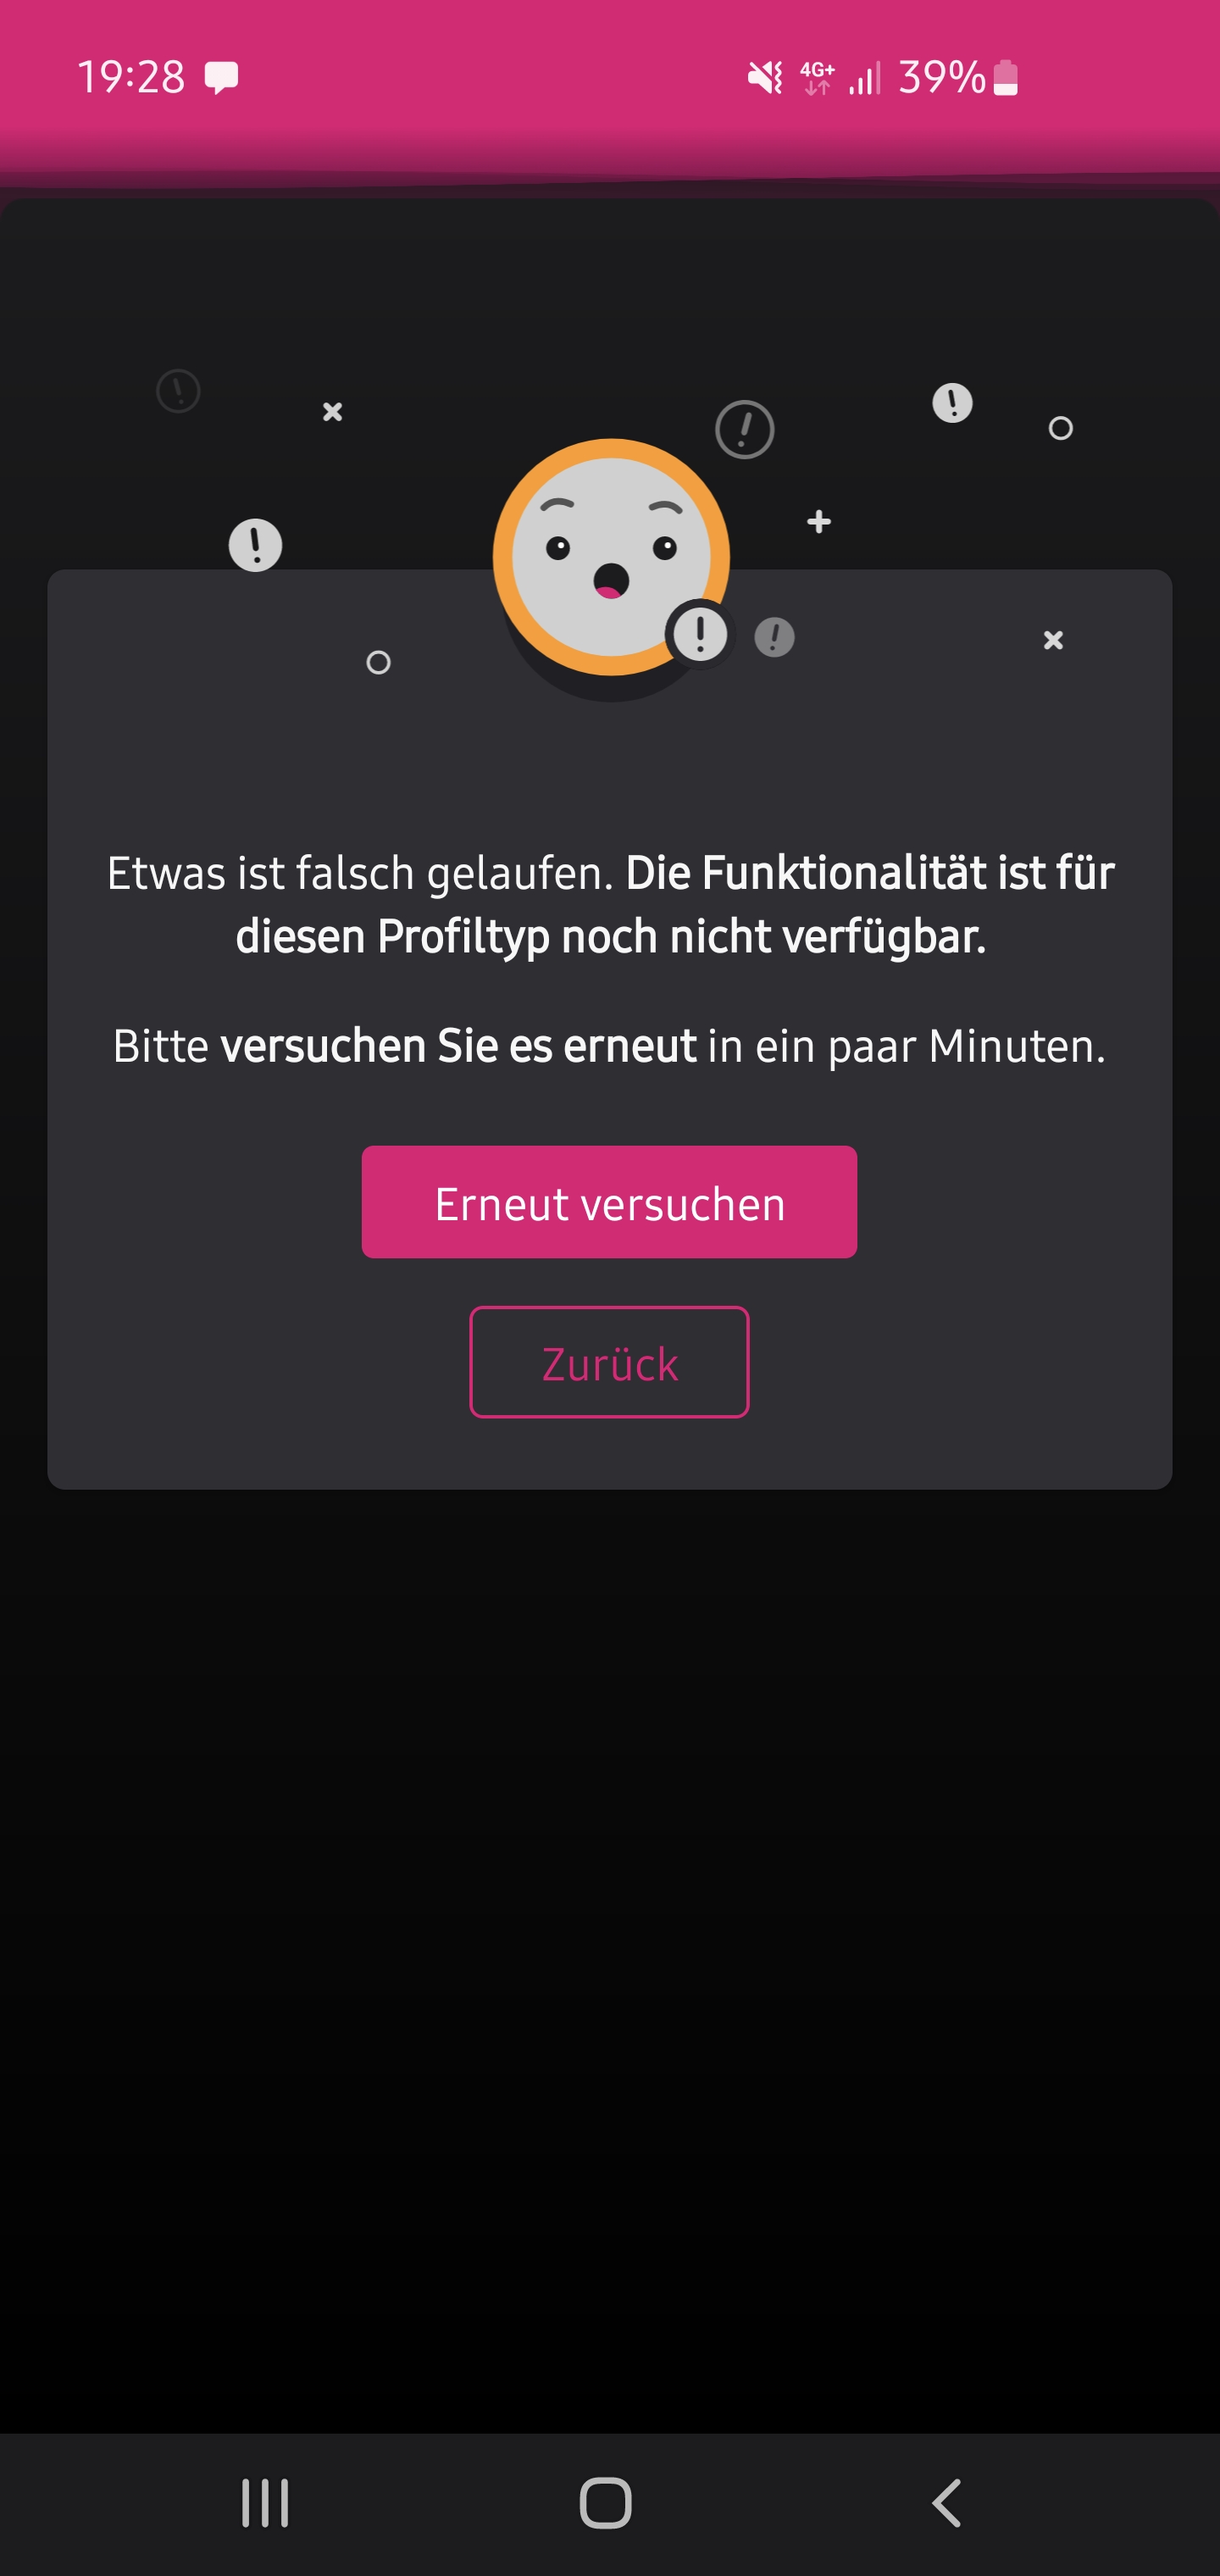 19:28 4G+ 39%
Etwas ist falsch gelaufen. Die Funktionalität ist für
diesen Profiltyp noch nicht verfügbar.
Bitte versuchen Sie es erneut in ein paar Minuten.
Erneut versuchen
Zurück